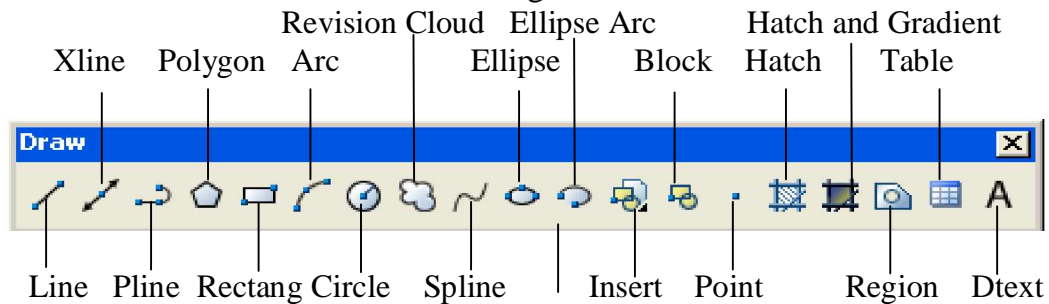 Revision Cloud Ellipse Arc Hatch and Gradient
Xline Polygon Arc Ellipse Block Hatch Table
Draw
A
Line Pline Rectang Circle Spline Insert Point Region Dtext